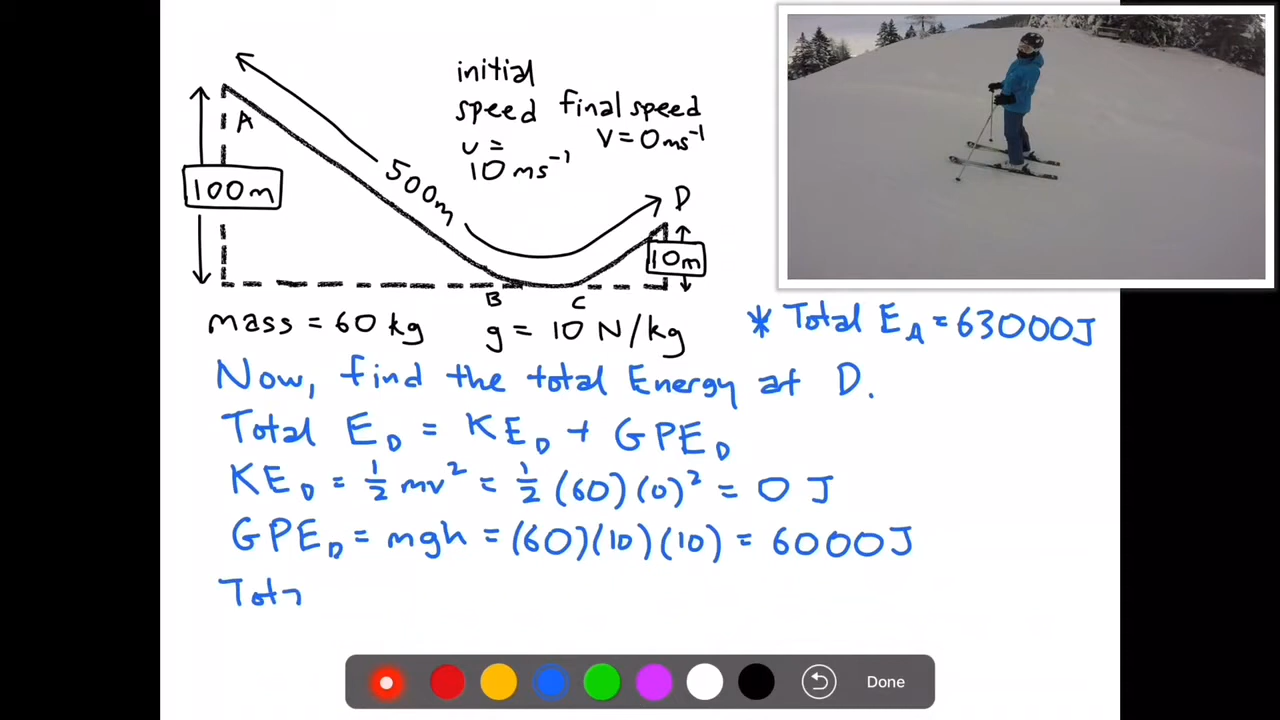 initial
speed
u =
10 ms⁻¹
final speed
v = 0ms⁻¹
A
100m
500m
D
10m
B
C
mass = 60 kg
g = 10 N/kg
* Total E_A = 63000J
Now, find the total Energy at D.
Total E_D = KE_D + GPE_D
KE_D = 1/2 mv² = 1/2 (60)(0)² = 0 J
GPE_D = mgh = (60)(10)(10) = 6000J
Tot
Done